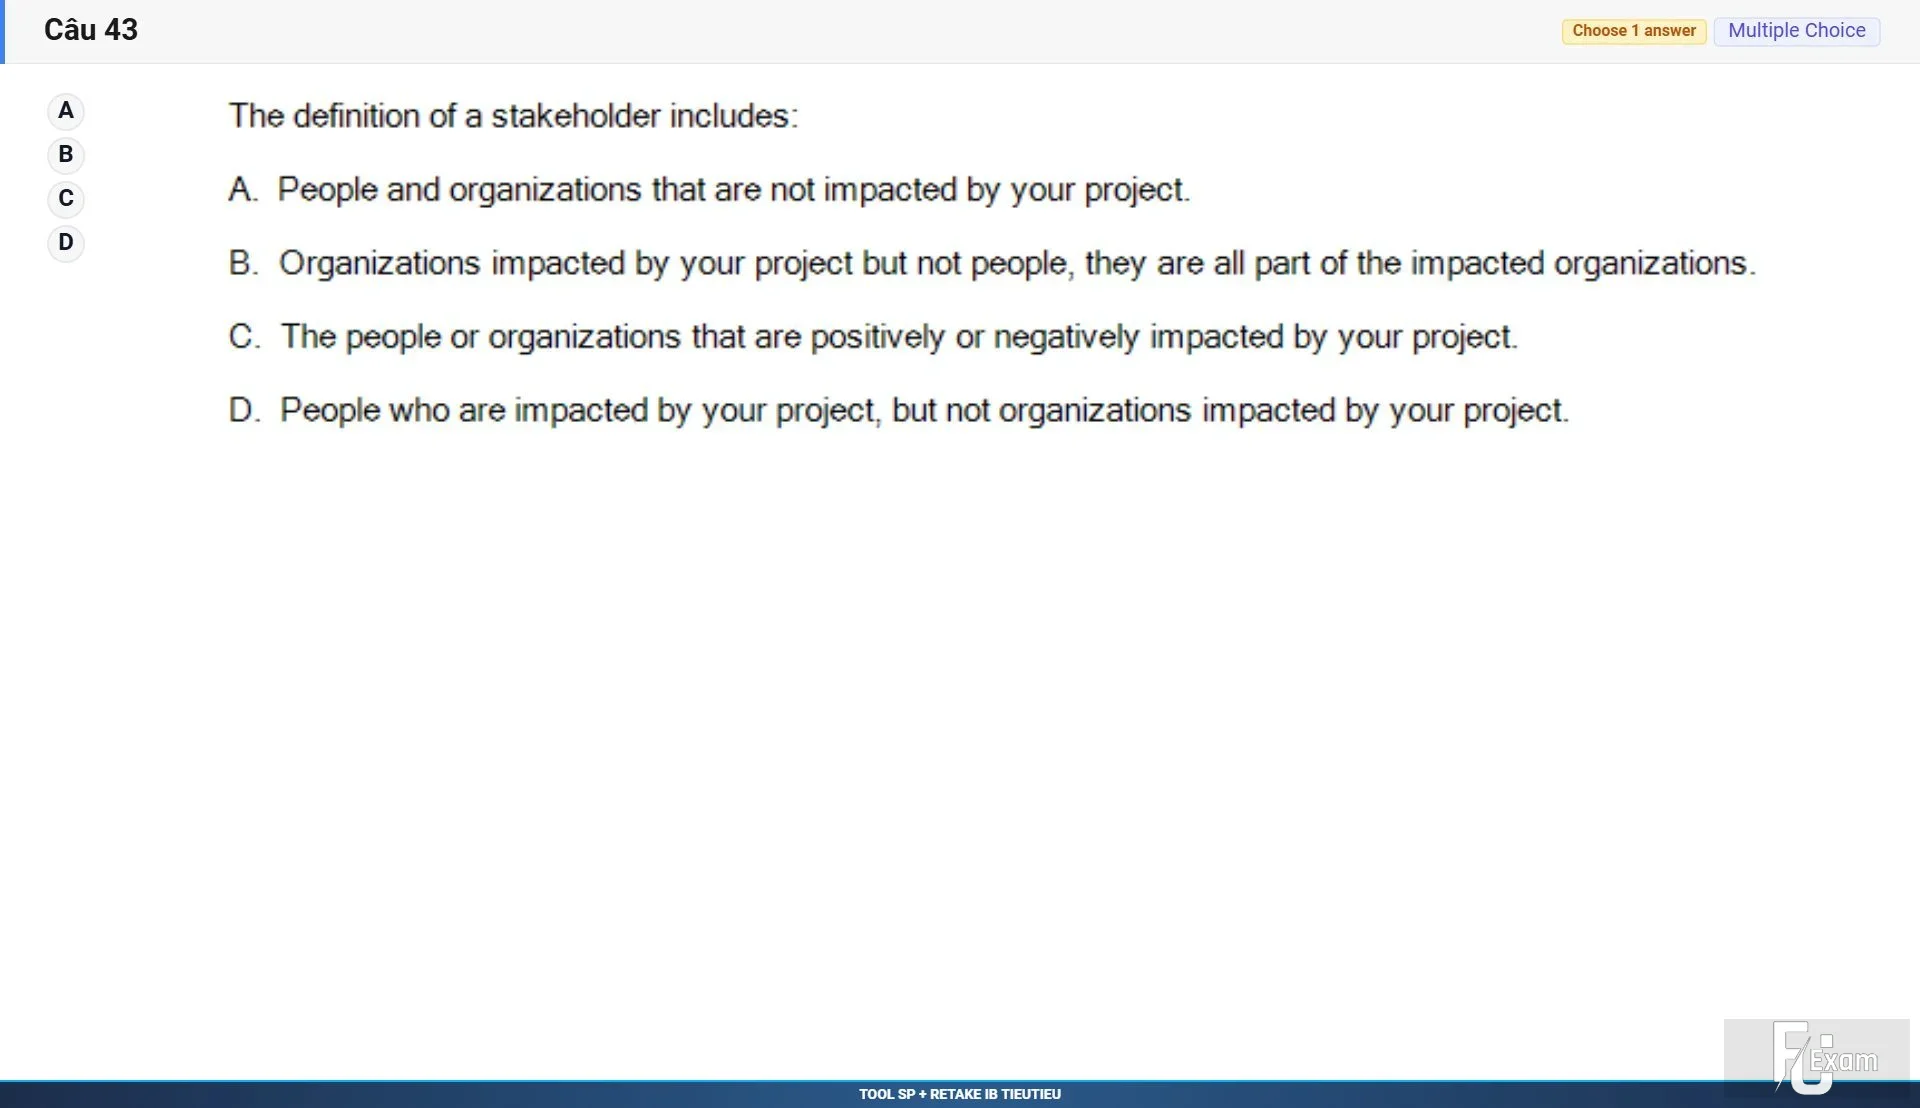 Câu 43
Choose 1 answer
Multiple Choice
A
B
C
D
The definition of a stakeholder includes:
A. People and organizations that are not impacted by your project.
B. Organizations impacted by your project but not people, they are all part of the impacted organizations.
C. The people or organizations that are positively or negatively impacted by your project.
D. People who are impacted by your project, but not organizations impacted by your project.
FU Exam
TOOL SP + RETAKE IB TIEUTIEU